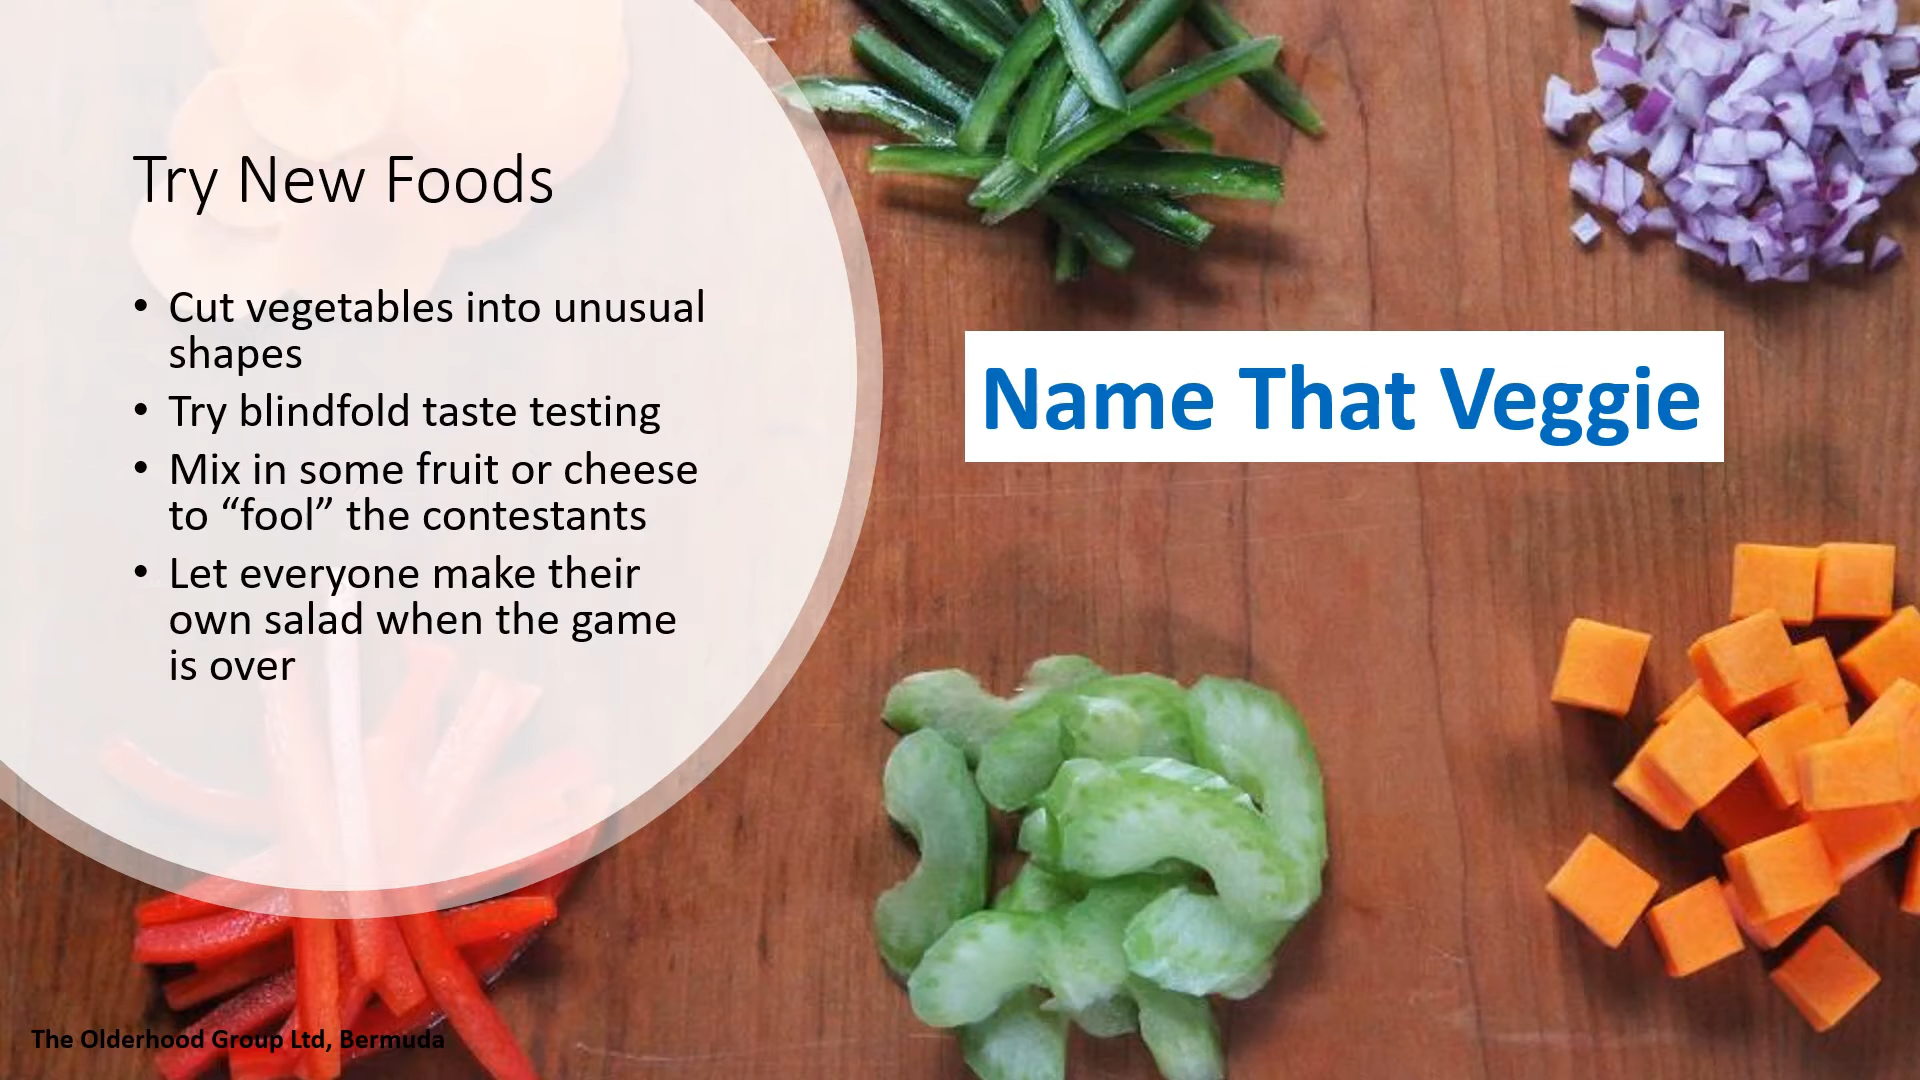 Try New Foods
• Cut vegetables into unusual
shapes
• Try blindfold taste testing
• Mix in some fruit or cheese
to “fool” the contestants
• Let everyone make their
own salad when the game
is over
Name That Veggie
The Olderhood Group Ltd, Bermuda